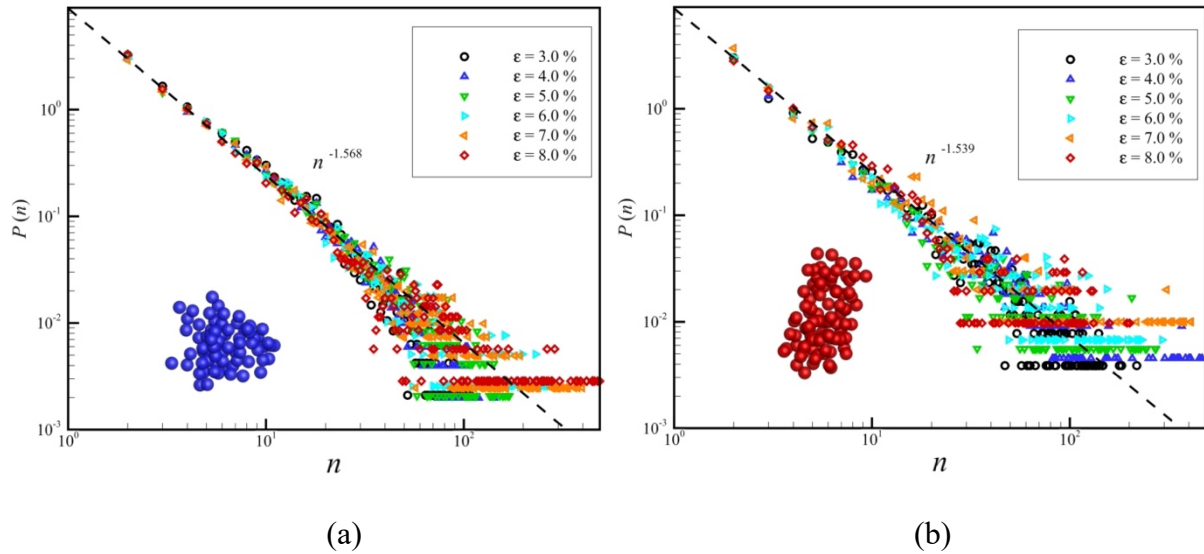 (a)
P (n)
10^0
10^-1
10^-2
10^-3
10^0
10^1
10^2
n
n^-1.568
ε = 3.0 %
ε = 4.0 %
ε = 5.0 %
ε = 6.0 %
ε = 7.0 %
ε = 8.0 %
(b)
P (n)
10^0
10^-1
10^-2
10^-3
10^0
10^1
10^2
n
n^-1.539
ε = 3.0 %
ε = 4.0 %
ε = 5.0 %
ε = 6.0 %
ε = 7.0 %
ε = 8.0 %